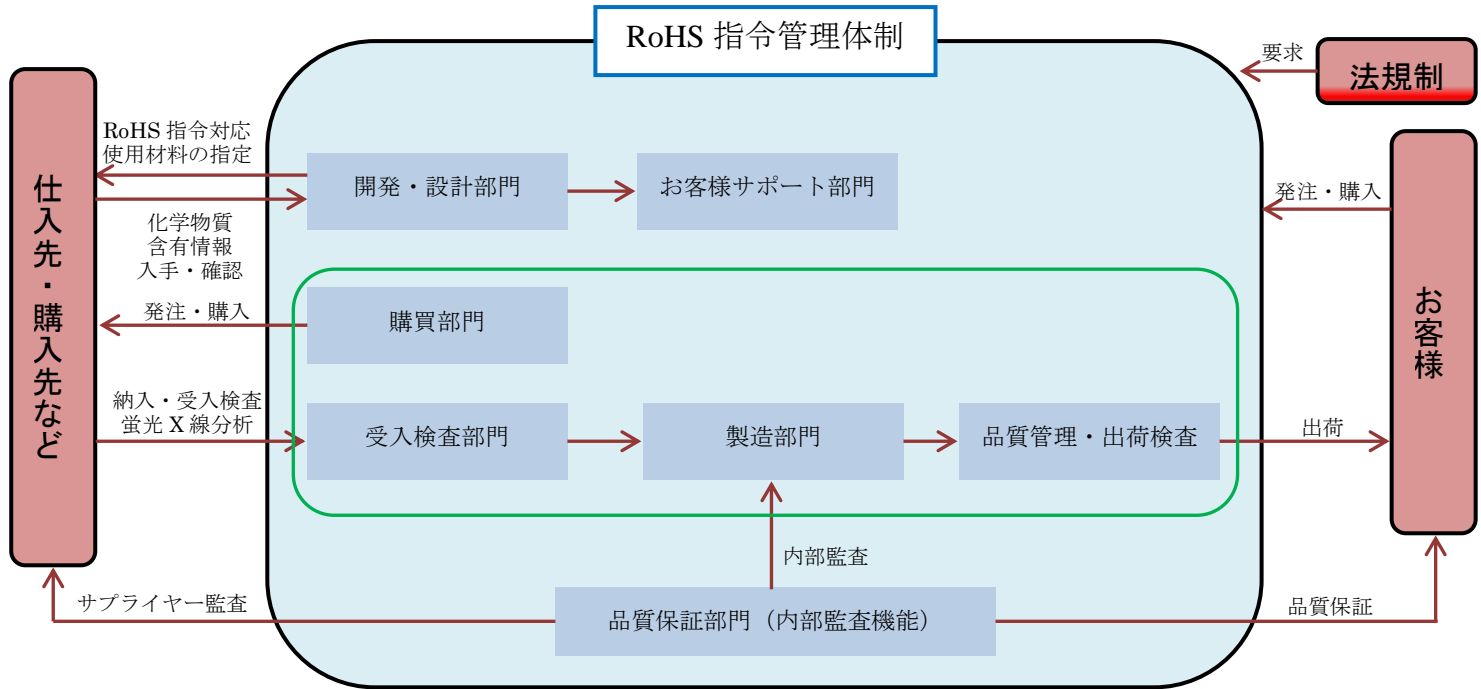 RoHS 指令管理体制
要求
法規制
RoHS 指令対応
使用材料の指定
開発・設計部門
お客様サポート部門
発注・購入
仕入先・購入先など
化学物質
含有情報
入手・確認
お客様
発注・購入
購買部門
納入・受入検査
蛍光 X 線分析
受入検査部門
製造部門
品質管理・出荷検査
出荷
内部監査
サプライヤー監査
品質保証部門（内部監査機能）
品質保証